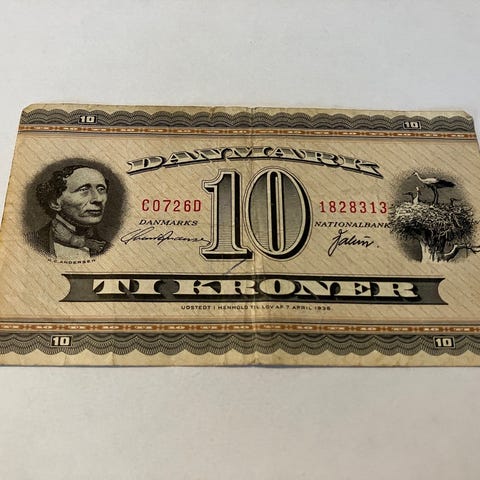 10 10
DANMARK
10
C0726D 1828313
DANMARKS NATIONALBANK
H.C. ANDERSEN
TI KRONER
UDSTEDT I HENHOLD TIL LOV AF 7. APRIL 1936.
10 10